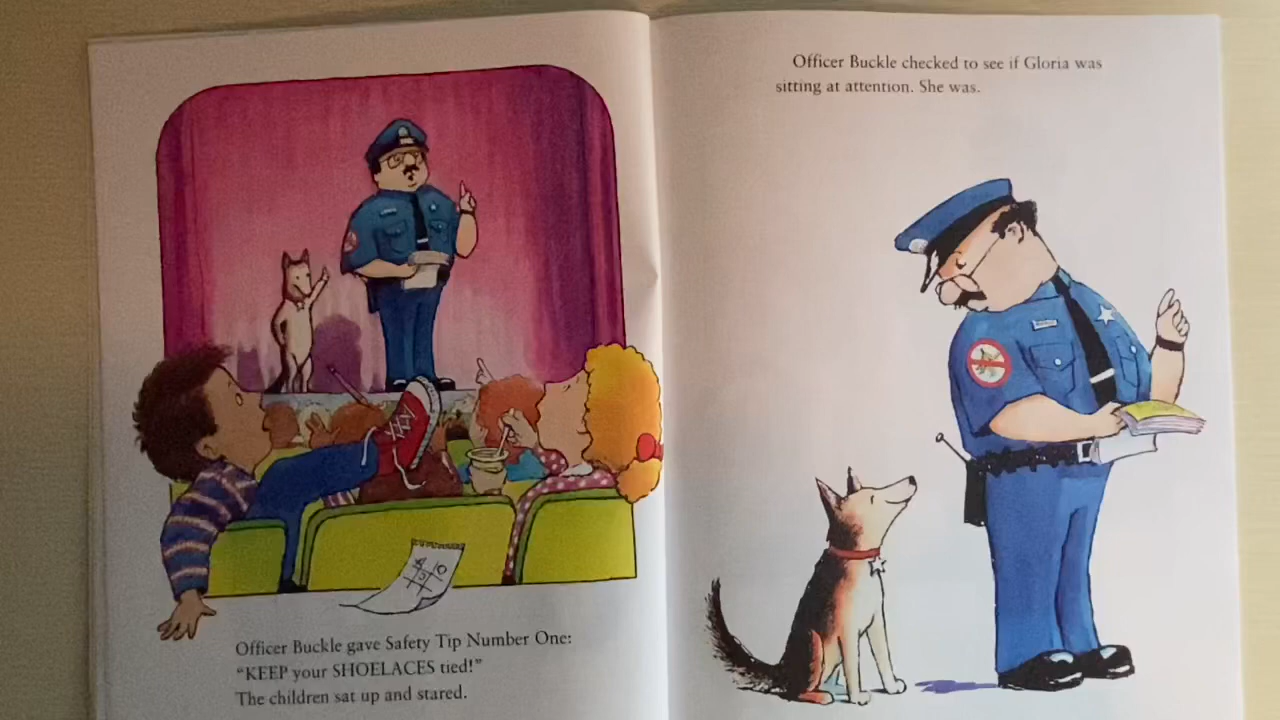 Officer Buckle gave Safety Tip Number One:
“KEEP your SHOELACES tied!”
The children sat up and stared.
Officer Buckle checked to see if Gloria was
sitting at attention. She was.